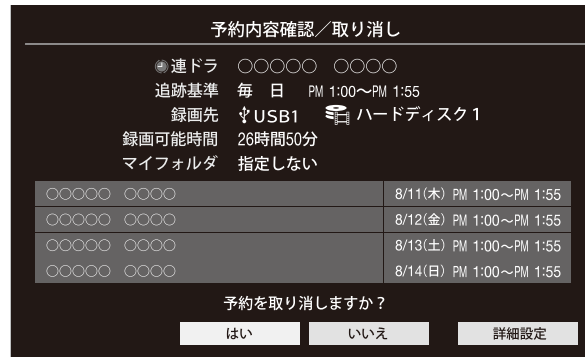 予約内容確認／取り消し
連ドラ ○○○○○ ○○○○
追跡基準 毎 日 PM 1:00～PM 1:55
録画先 USB1 ハードディスク1
録画可能時間 26時間50分
マイフォルダ 指定しない
○○○○○ ○○○○ 8/11(木) PM 1:00～PM 1:55
○○○○○ ○○○○ 8/12(金) PM 1:00～PM 1:55
○○○○○ ○○○○ 8/13(土) PM 1:00～PM 1:55
○○○○○ ○○○○ 8/14(日) PM 1:00～PM 1:55
予約を取り消しますか？
はい いいえ 詳細設定